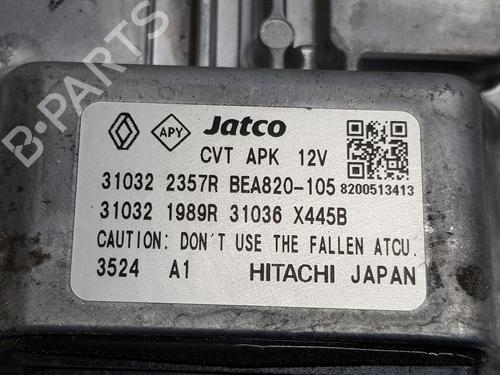 B-PARTS
APY
Jatco
CVT APK 12V
31032 2357R BEA820-105
8200513413
31032 1989R 31036 X445B
CAUTION: DON'T USE THE FALLEN ATCU.
3524 A1 HITACHI JAPAN